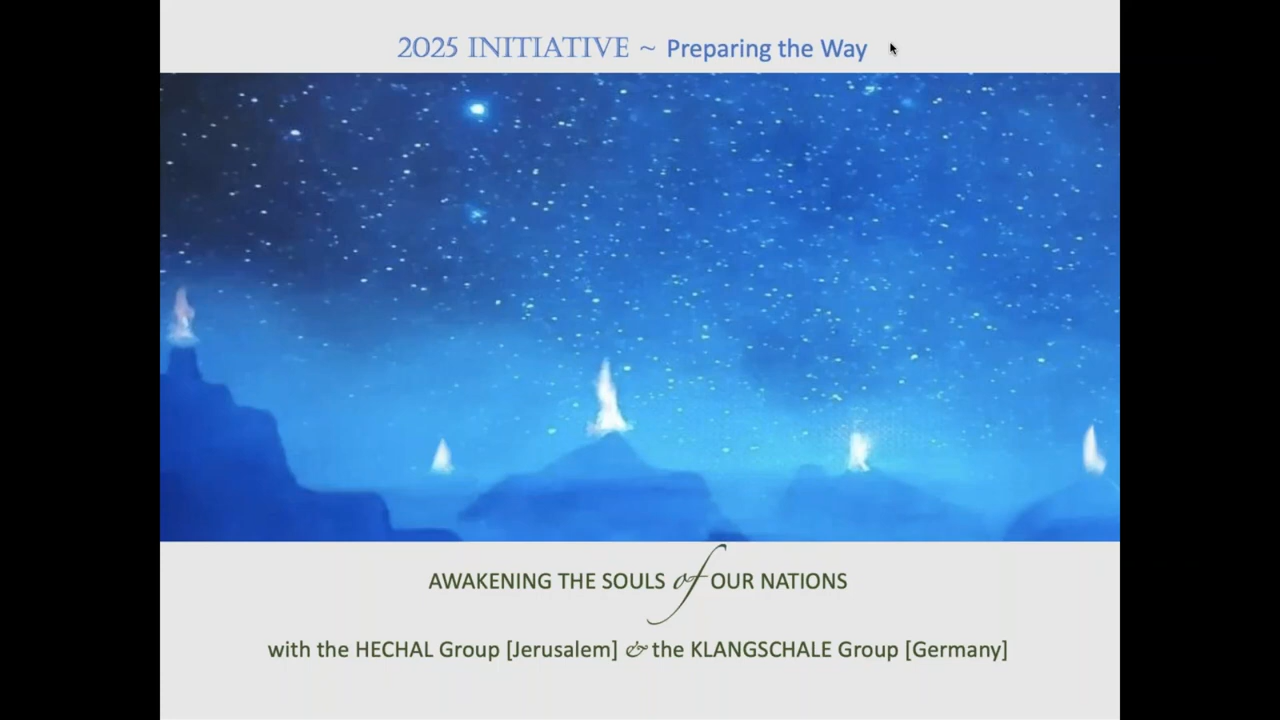 2025 INITIATIVE ~ Preparing the Way
AWAKENING THE SOULS of OUR NATIONS
with the HECHAL Group [Jerusalem] & the KLANGSCHALE Group [Germany]